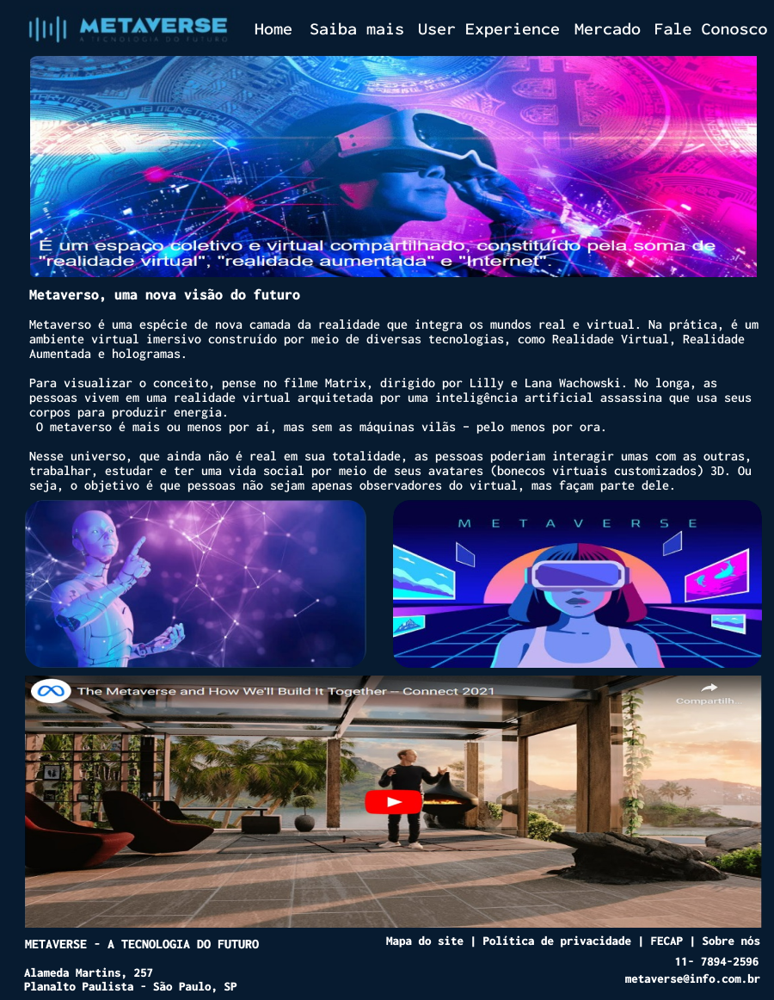 METAVERSE
A TECNOLOGIA DO FUTURO
Home Saiba mais User Experience Mercado Fale Conosco
É um espaço coletivo e virtual compartilhado, constituído pela soma de
"realidade virtual", "realidade aumentada" e "Internet".
Metaverso, uma nova visão do futuro
Metaverso é uma espécie de nova camada da realidade que integra os mundos real e virtual. Na prática, é um
ambiente virtual imersivo construído por meio de diversas tecnologias, como Realidade Virtual, Realidade
Aumentada e hologramas.
Para visualizar o conceito, pense no filme Matrix, dirigido por Lilly e Lana Wachowski. No longa, as
pessoas vivem em uma realidade virtual arquitetada por uma inteligência artificial assassina que usa seus
corpos para produzir energia.
O metaverso é mais ou menos por aí, mas sem as máquinas vilãs – pelo menos por ora.
Nesse universo, que ainda não é real em sua totalidade, as pessoas poderiam interagir umas com as outras,
trabalhar, estudar e ter uma vida social por meio de seus avatares (bonecos virtuais customizados) 3D. Ou
seja, o objetivo é que pessoas não sejam apenas observadores do virtual, mas façam parte dele.
METAVERSE
The Metaverse and How We'll Build It Together -- Connect 2021
Compartilh...
METAVERSE - A TECNOLOGIA DO FUTURO
Mapa do site | Política de privacidade | FECAP | Sobre nós
11- 7894-2596
Alameda Martins, 257
metaverse@info.com.br
Planalto Paulista - São Paulo, SP